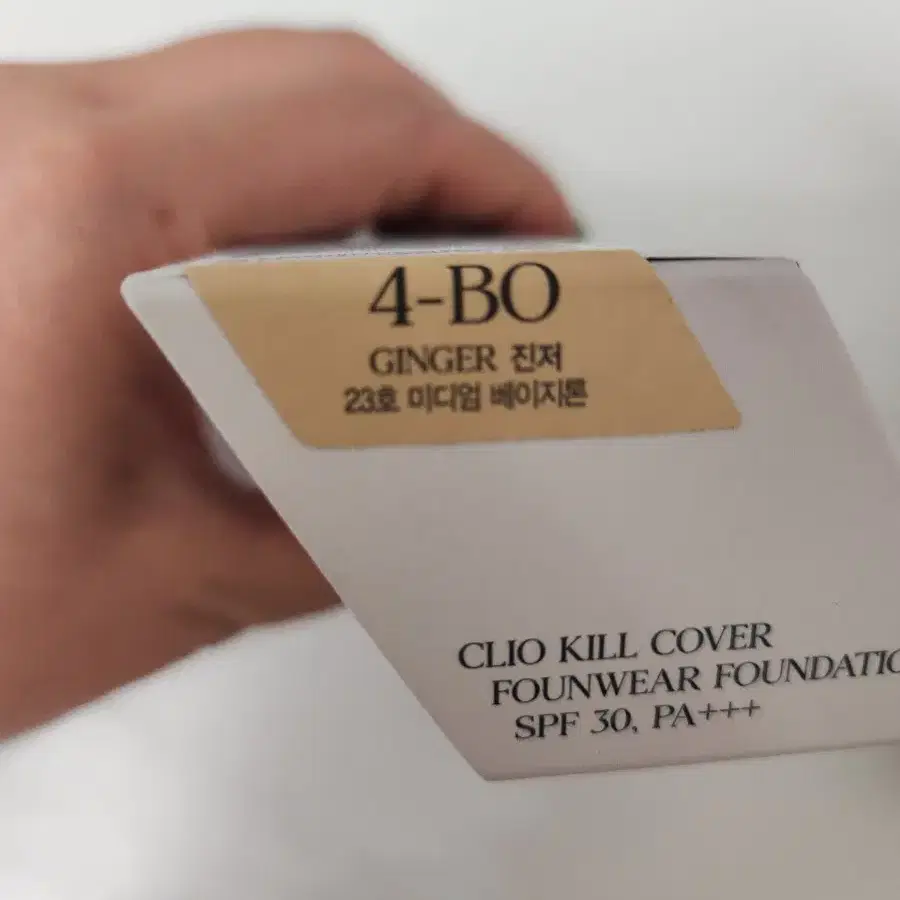 4-BO
GINGER 진저
23호 미디엄 베이지톤
CLIO KILL COVER
FOUNWEAR FOUNDATIO
SPF 30, PA+++